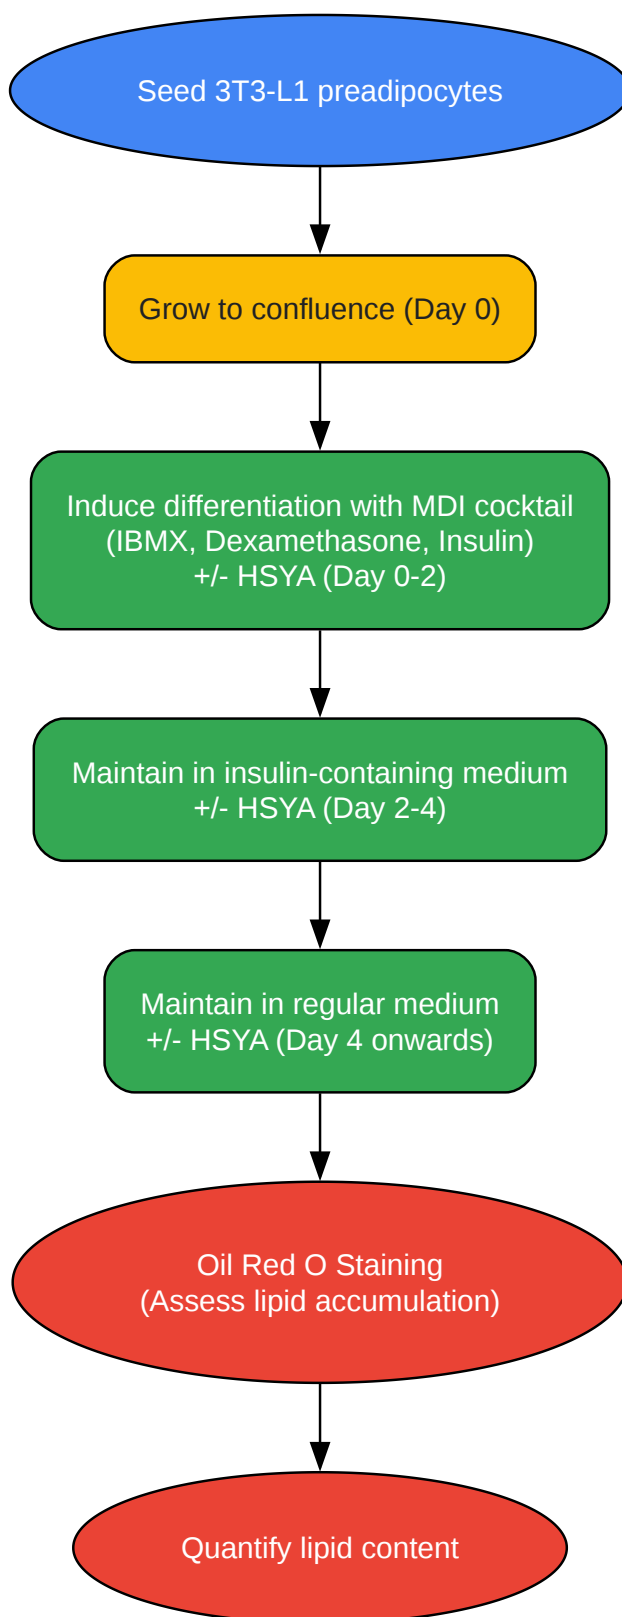 Seed 3T3-L1 preadipocytes
Grow to confluence (Day 0)
Induce differentiation with MDI cocktail
(IBMX, Dexamethasone, Insulin)
+/- HSYA (Day 0-2)
Maintain in insulin-containing medium
+/- HSYA (Day 2-4)
Maintain in regular medium
+/- HSYA (Day 4 onwards)
Oil Red O Staining
(Assess lipid accumulation)
Quantify lipid content